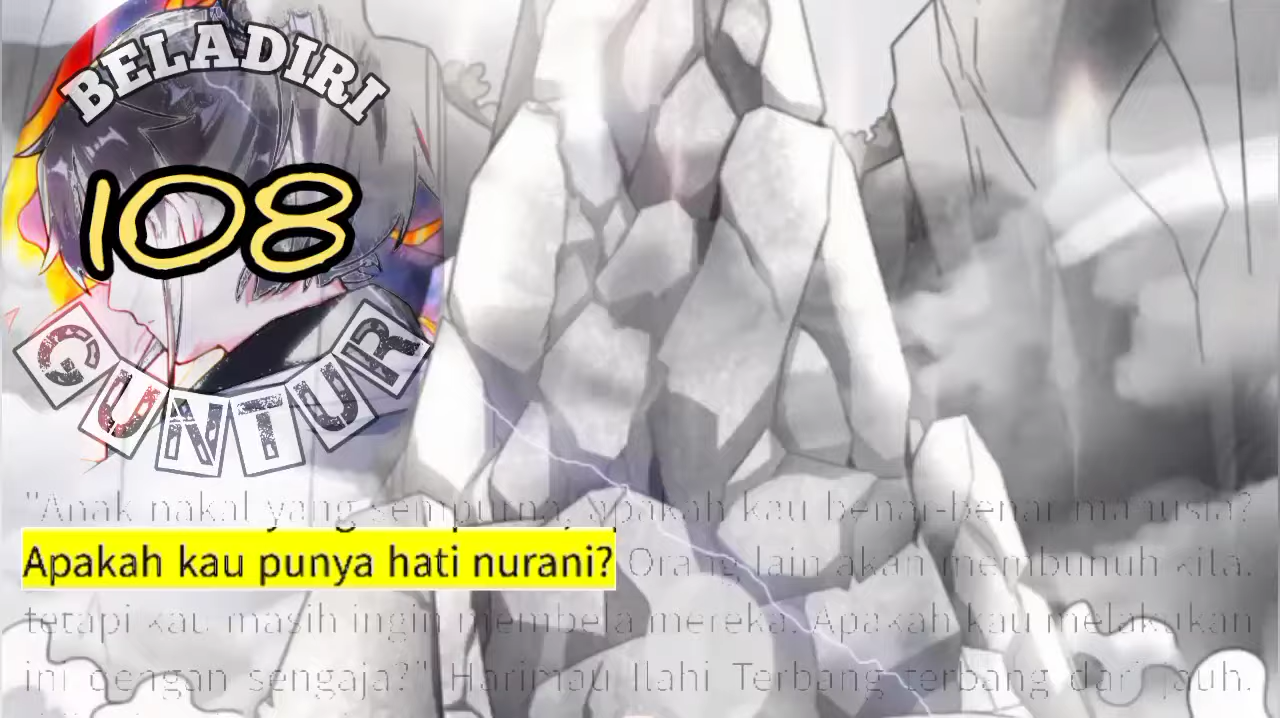 BELADIRI
108
GUNTUR
"Anak nakal yang sempurna, apakah kau benar-benar manusia?
Apakah kau punya hati nurani? Orang lain akan membunuh kita.
tetapi kau masih ingin membela mereka. Apakah kau melakukan
ini dengan sengaja?" Harimau Ilahi Terbang terbang dari jauh.